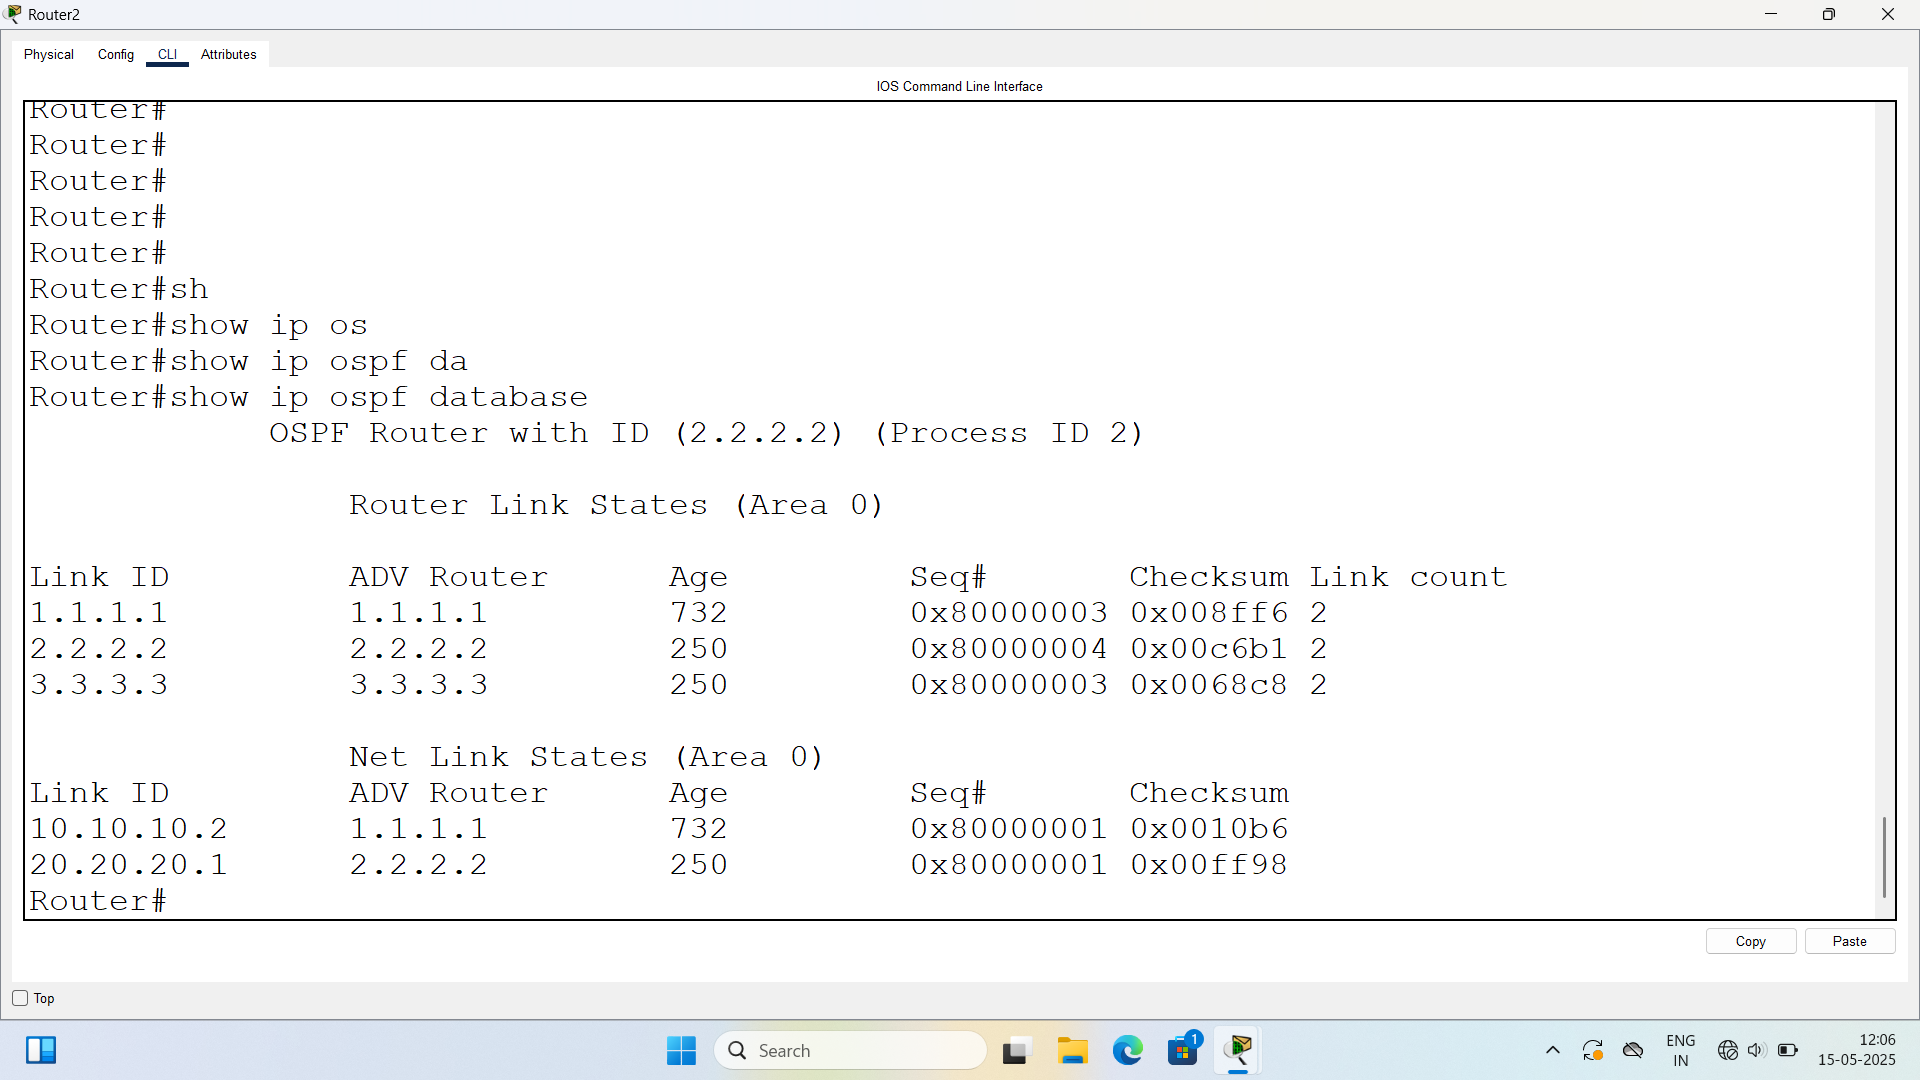 Router2
Physical Config CLI Attributes
IOS Command Line Interface
Router#
Router#
Router#
Router#
Router#
Router#sh
Router#show ip os
Router#show ip ospf da
Router#show ip ospf database
OSPF Router with ID (2.2.2.2) (Process ID 2)
Router Link States (Area 0)
Link ID ADV Router Age Seq# Checksum Link count
1.1.1.1 1.1.1.1 732 0x80000003 0x008ff6 2
2.2.2.2 2.2.2.2 250 0x80000004 0x00c6b1 2
3.3.3.3 3.3.3.3 250 0x80000003 0x0068c8 2
Net Link States (Area 0)
Link ID ADV Router Age Seq# Checksum
10.10.10.2 1.1.1.1 732 0x80000001 0x0010b6
20.20.20.1 2.2.2.2 250 0x80000001 0x00ff98
Router#
Copy Paste
Top
Search
1
ENG
IN
12:06
15-05-2025